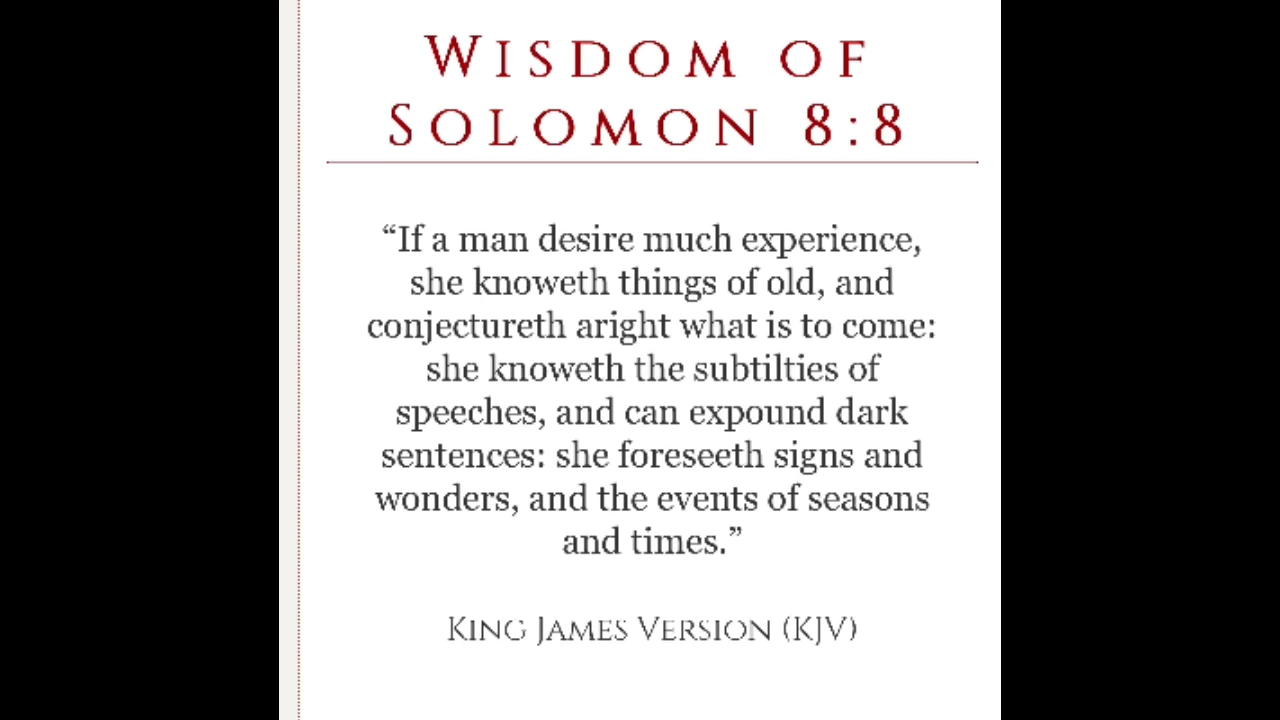 Wisdom of
Solomon 8:8
“If a man desire much experience,
she knoweth things of old, and
conjectureth aright what is to come:
she knoweth the subtilties of
speeches, and can expound dark
sentences: she foreseeth signs and
wonders, and the events of seasons
and times.”
King James Version (KJV)